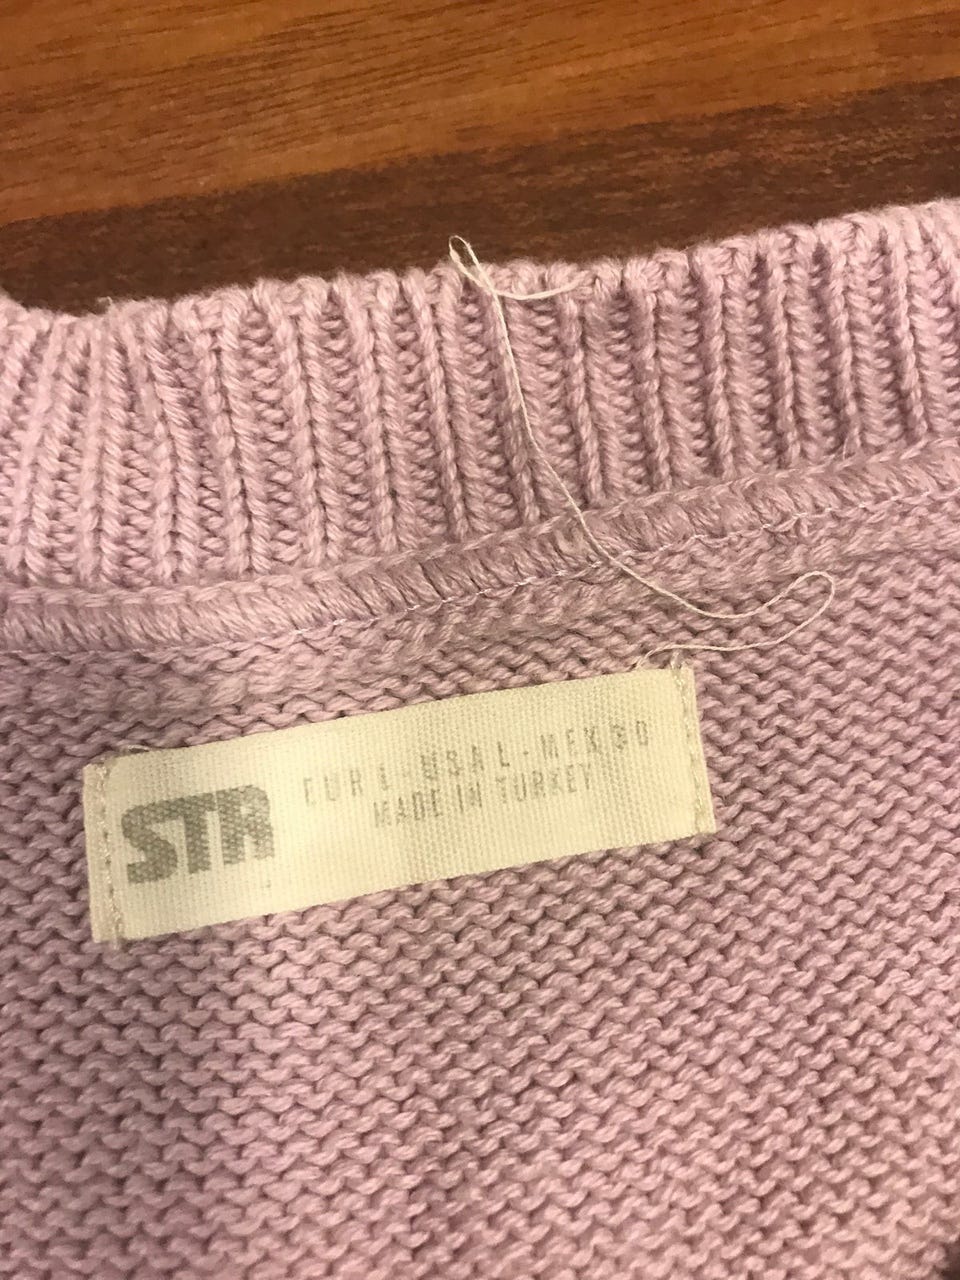 STR
EUR L - USA L - MEX 30
MADE IN TURKEY